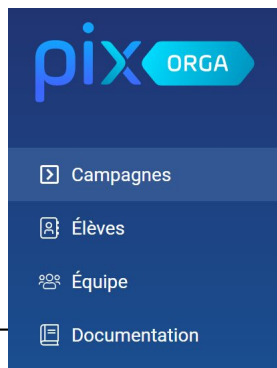 pix ORGA
Campagnes
Élèves
Équipe
Documentation